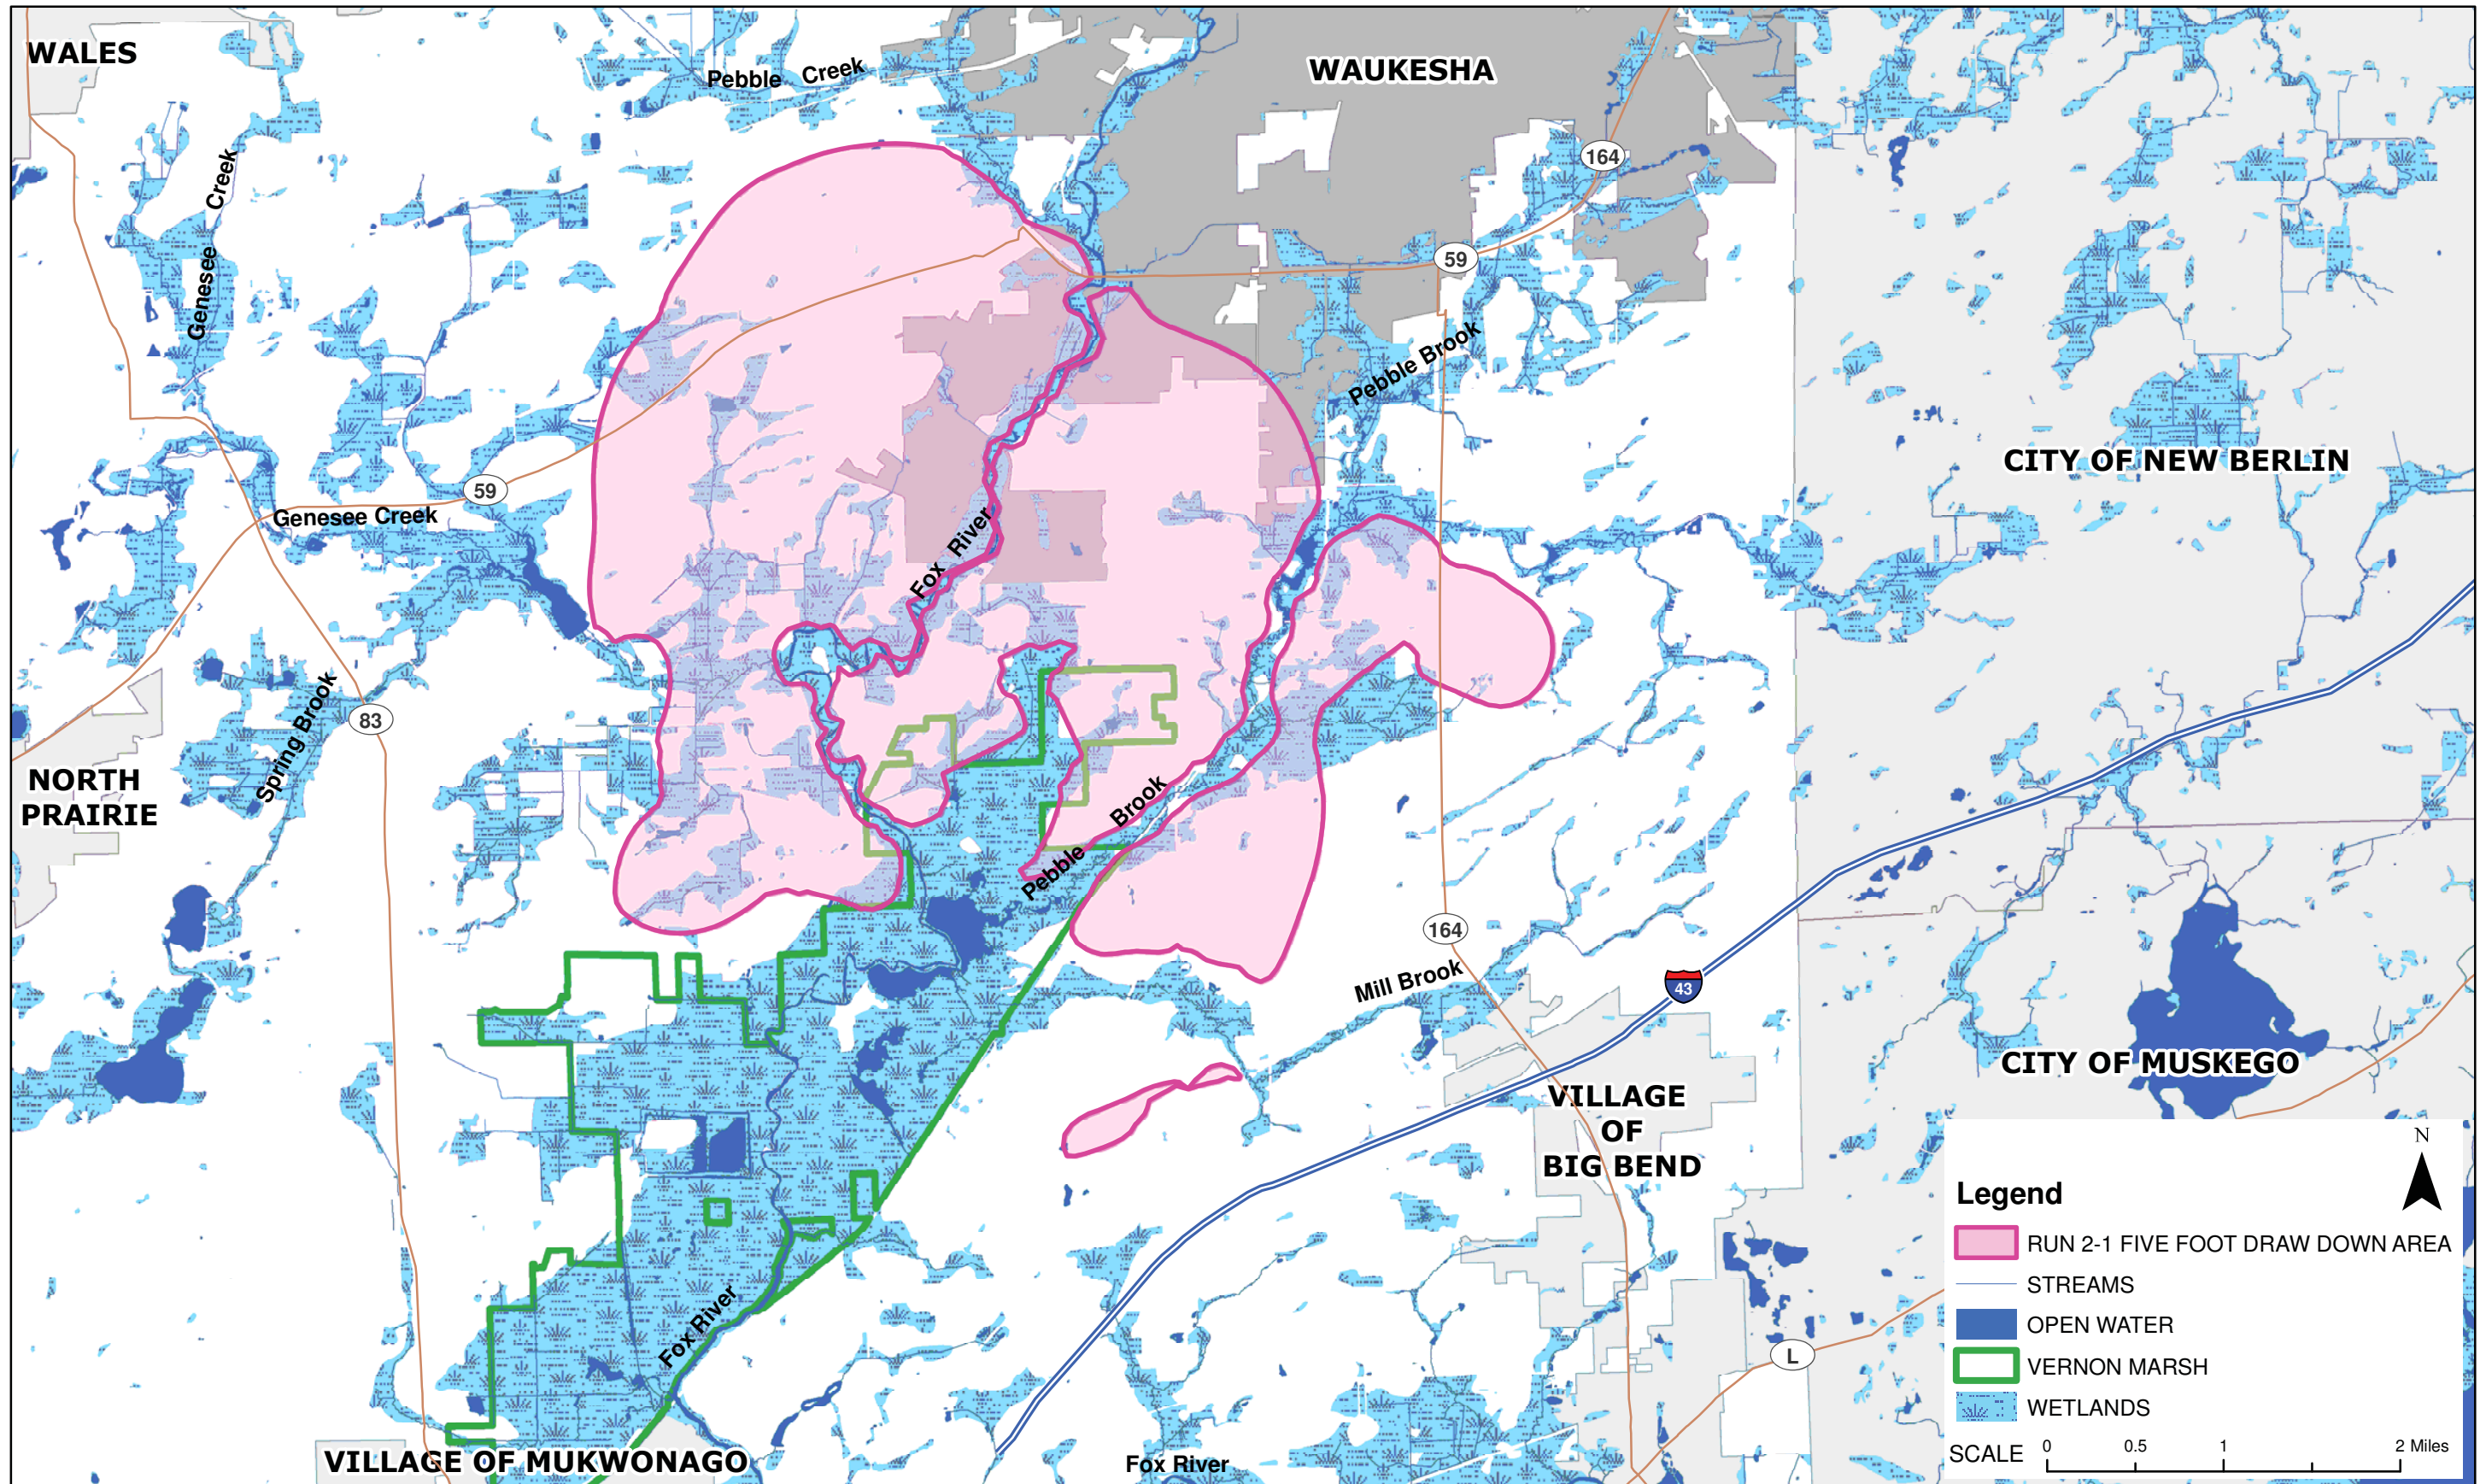 WALES
Pebble Creek
WAUKESHA
164
Genesee Creek
59
Pebble Brook
CITY OF NEW BERLIN
59
Genesee Creek
Fox River
Spring Brook
83
NORTH
PRAIRIE
Pebble Brook
164
Mill Brook
43
CITY OF MUSKEGO
VILLAGE
OF
BIG BEND
Fox River
L
VILLAGE OF MUKWONAGO
Fox River
N
Legend
RUN 2-1 FIVE FOOT DRAW DOWN AREA
STREAMS
OPEN WATER
VERNON MARSH
WETLANDS
SCALE 0 0.5 1 2 Miles